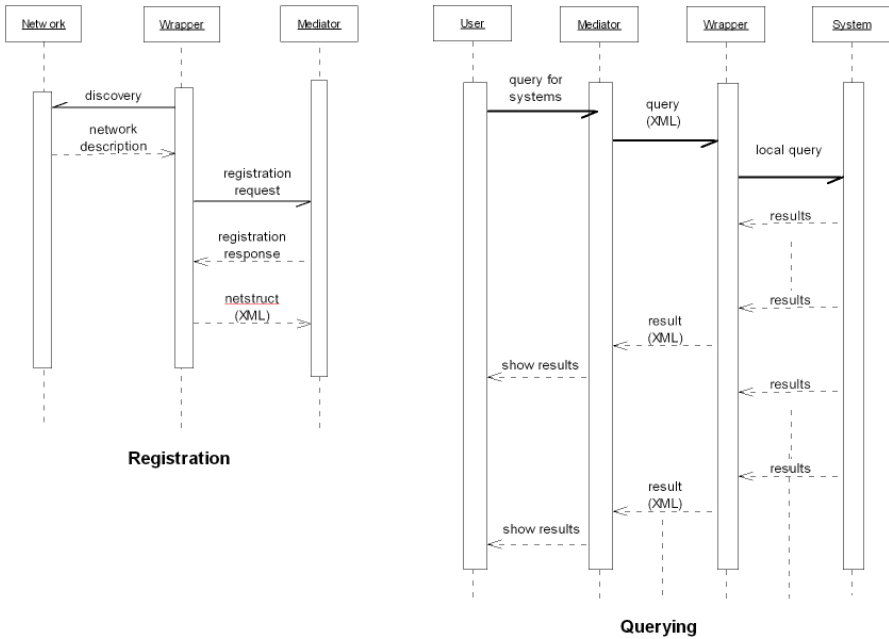 Network
Wrapper
Mediator
discovery
network
description
registration
request
registration
response
netstruct
(XML)
Registration
User
Mediator
Wrapper
System
query for
systems
query
(XML)
local query
results
results
result
(XML)
show results
results
results
result
(XML)
show results
Querying